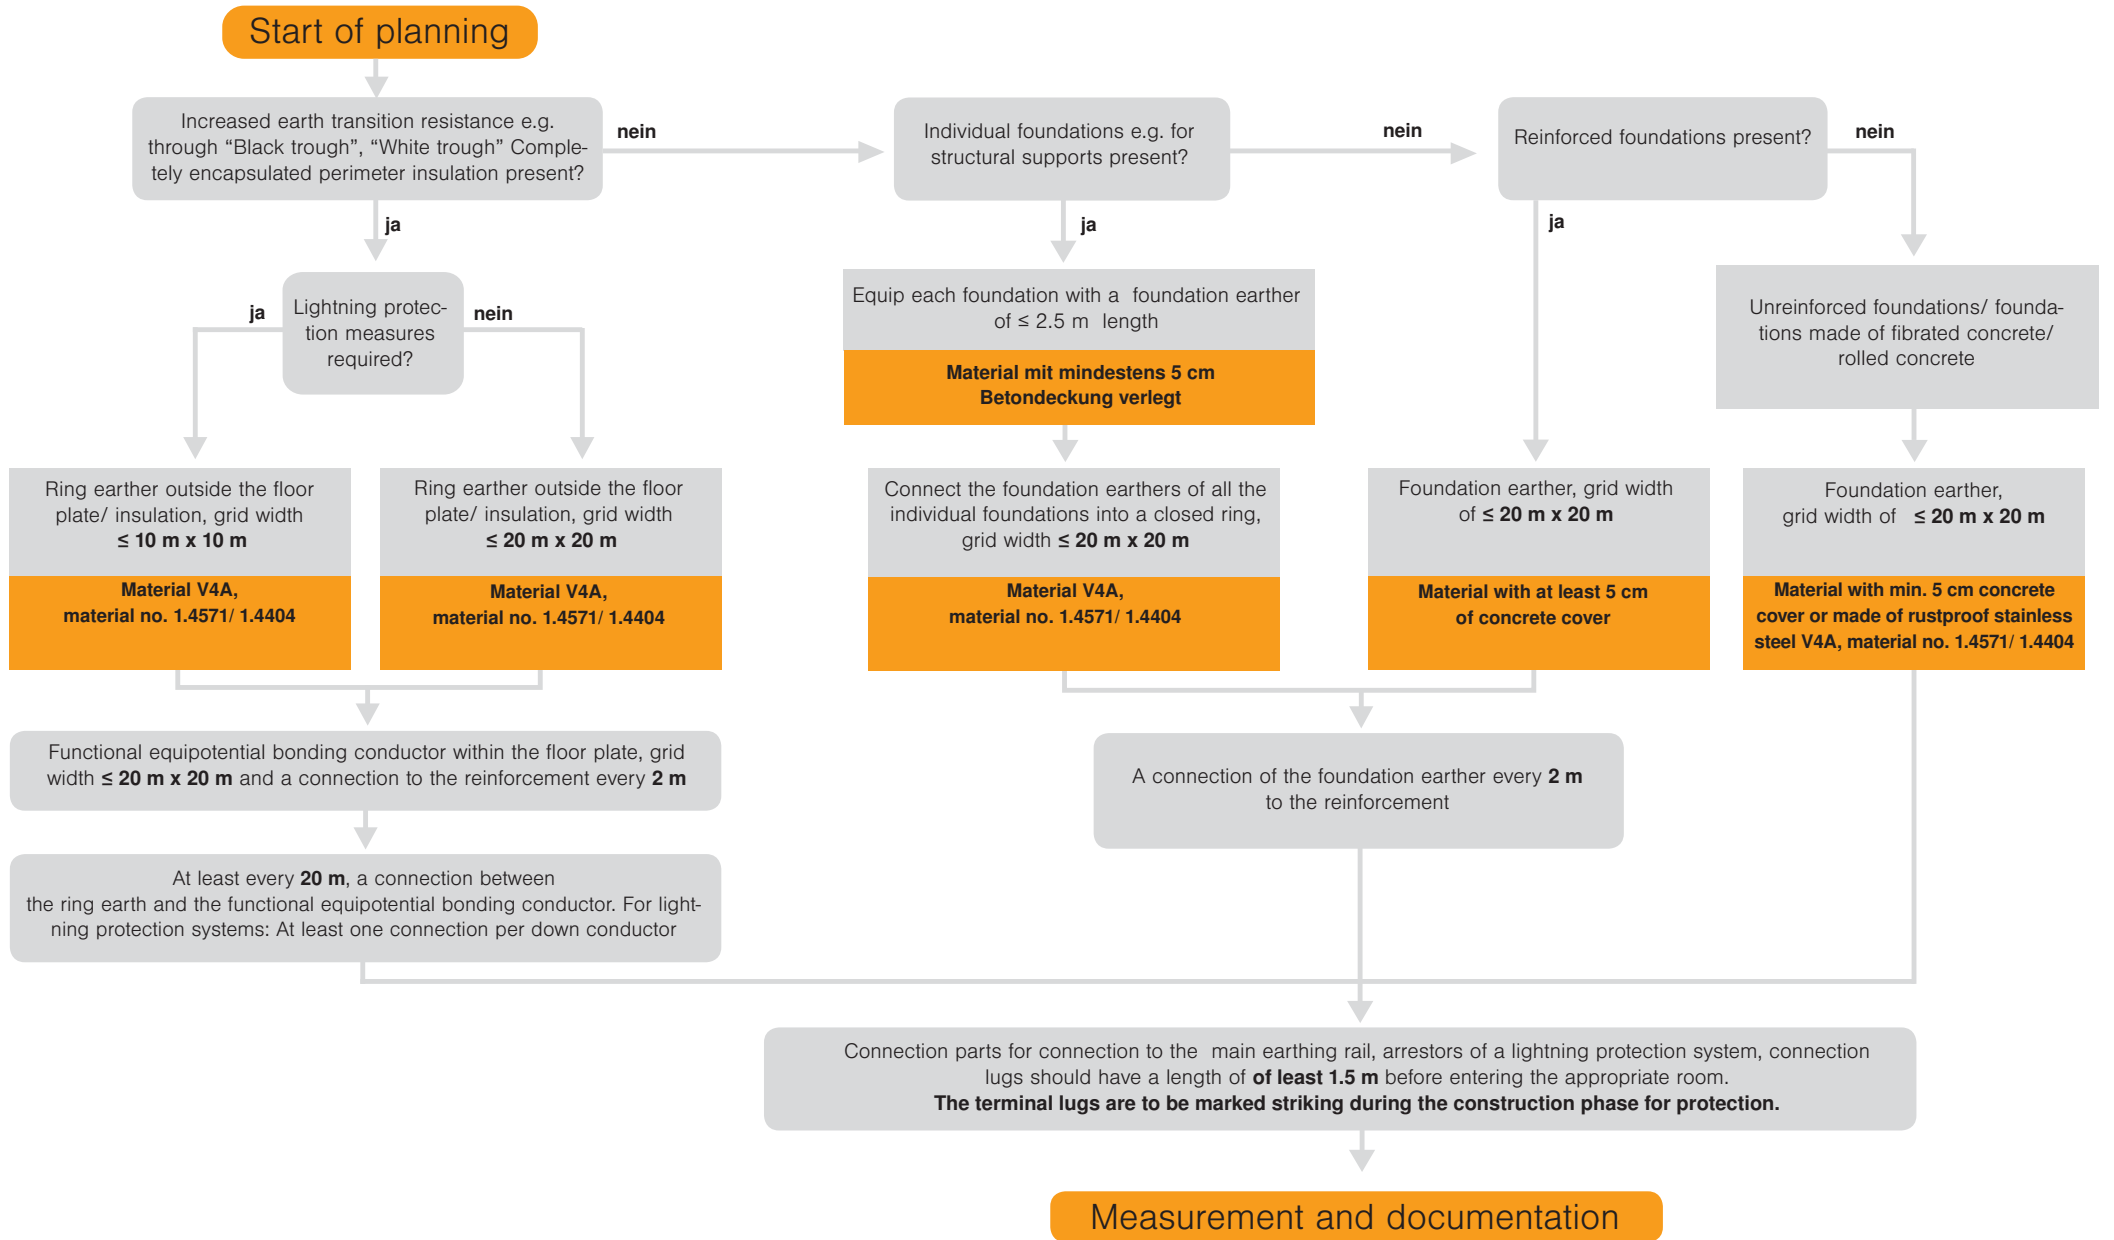 Start of planning
Increased earth transition resistance e.g.
through “Black trough”, “White trough” Comple-
tely encapsulated perimeter insulation present?
nein
Individual foundations e.g. for
structural supports present?
nein
Reinforced foundations present?
nein
ja
ja
ja
Lightning protec-
tion measures
required?
ja
nein
Equip each foundation with a foundation earther
of ≤ 2.5 m length
Material mit mindestens 5 cm
Betondeckung verlegt
Unreinforced foundations/ founda-
tions made of fibrated concrete/
rolled concrete
Ring earther outside the floor
plate/ insulation, grid width
≤ 10 m x 10 m
Material V4A,
material no. 1.4571/ 1.4404
Ring earther outside the floor
plate/ insulation, grid width
≤ 20 m x 20 m
Material V4A,
material no. 1.4571/ 1.4404
Connect the foundation earthers of all the
individual foundations into a closed ring,
grid width ≤ 20 m x 20 m
Material V4A,
material no. 1.4571/ 1.4404
Foundation earther, grid width
of ≤ 20 m x 20 m
Material with at least 5 cm
of concrete cover
Foundation earther,
grid width of ≤ 20 m x 20 m
Material with min. 5 cm concrete
cover or made of rustproof stainless
steel V4A, material no. 1.4571/ 1.4404
Functional equipotential bonding conductor within the floor plate, grid
width ≤ 20 m x 20 m and a connection to the reinforcement every 2 m
A connection of the foundation earther every 2 m
to the reinforcement
At least every 20 m, a connection between
the ring earth and the functional equipotential bonding conductor. For light-
ning protection systems: At least one connection per down conductor
Connection parts for connection to the main earthing rail, arrestors of a lightning protection system, connection
lugs should have a length of of least 1.5 m before entering the appropriate room.
The terminal lugs are to be marked striking during the construction phase for protection.
Measurement and documentation